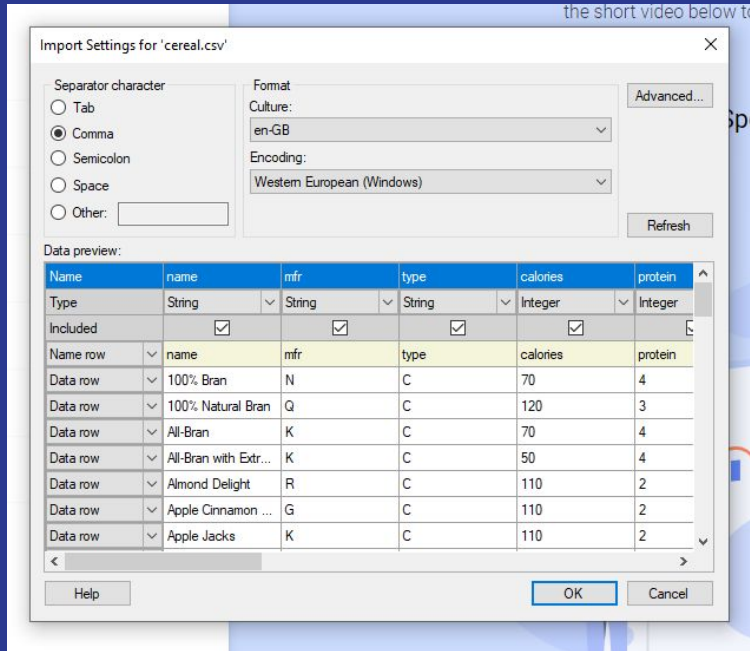 the short video below to
Import Settings for 'cereal.csv'
Separator character
Tab
Comma
Semicolon
Space
Other:
Format
Culture:
en-GB
Encoding:
Western European (Windows)
Advanced...
Refresh
Data preview:
Name name mfr type calories protein
Type String String String Integer Integer
Included
Name row name mfr type calories protein
Data row 100% Bran N C 70 4
Data row 100% Natural Bran Q C 120 3
Data row All-Bran K C 70 4
Data row All-Bran with Extr... K C 50 4
Data row Almond Delight R C 110 2
Data row Apple Cinnamon ... G C 110 2
Data row Apple Jacks K C 110 2
Help OK Cancel